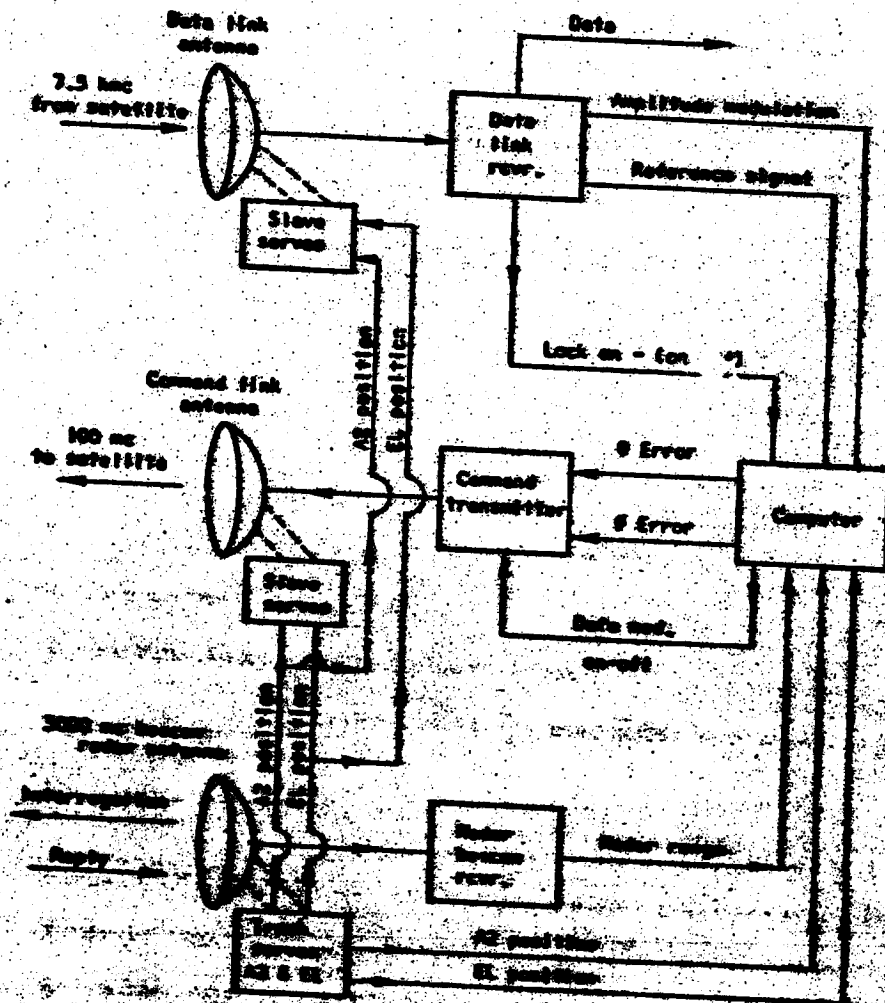 Data link
antenna
Data
7.5 kmc
from satellite
Data
link
rcvr.
Amplitude modulation
Reference signal
Slave
servos
AZ position
EL position
Lock on - ton
Command link
antenna
100 mc
to satellite
Command
transmitter
θ Error
Error
Computer
Slave
servos
Data mod.
on-off
AZ position
EL position
3000 mc beacon
radar antenna
Interrogation
Reply
Radar
beacon
rcvr.
Radar range
Track
servos
AZ & EL
AZ position
EL position